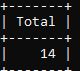 +-------+
| Total |
+-------+
|    14 |